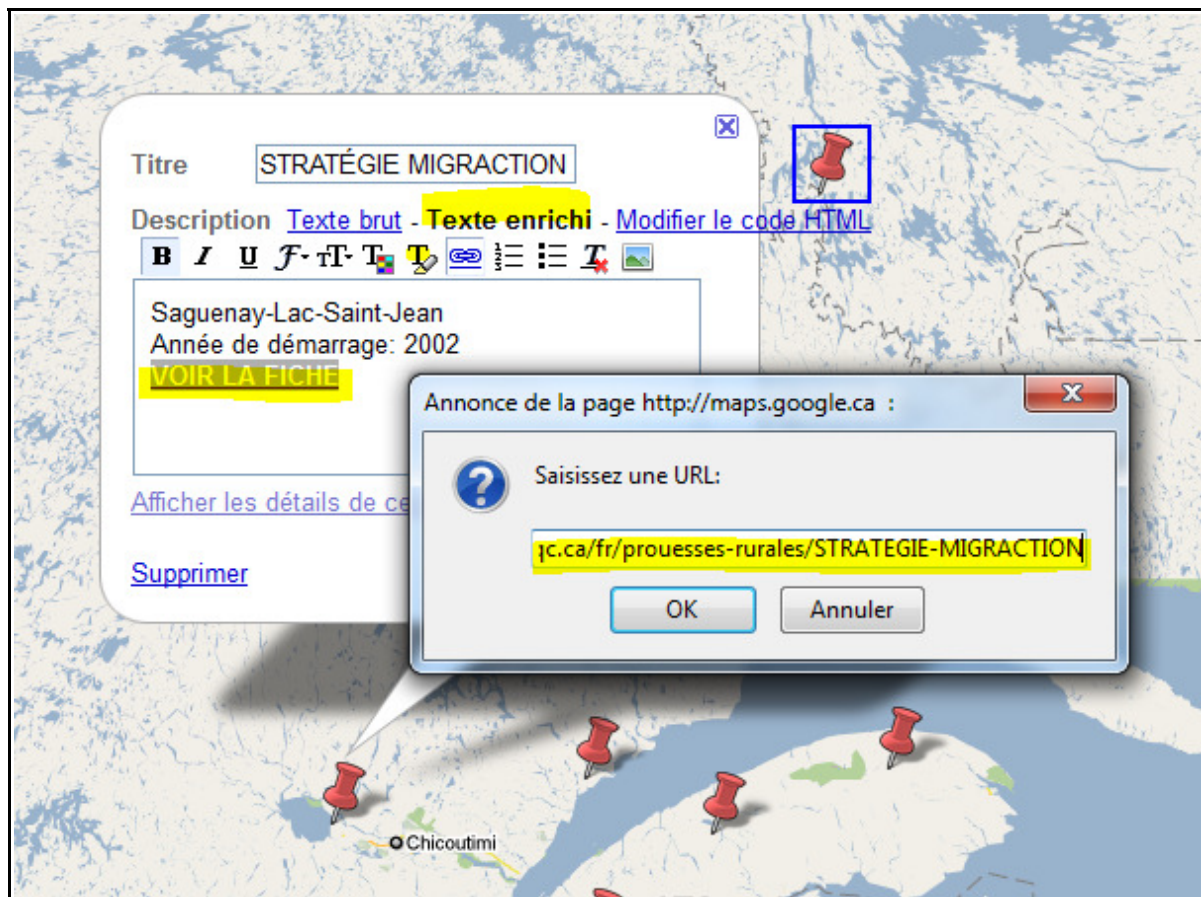 Titre STRATÉGIE MIGRACTION
Description Texte brut - Texte enrichi - Modifier le code HTML
B I U F TT T T T
Saguenay-Lac-Saint-Jean
Année de démarrage: 2002
VOIR LA FICHE
Afficher les détails de ce
Supprimer
Annonce de la page http://maps.google.ca :
Saisissez une URL:
qc.ca/fr/prouesses-rurales/STRATEGIE-MIGRACTION
OK Annuler
Chicoutimi